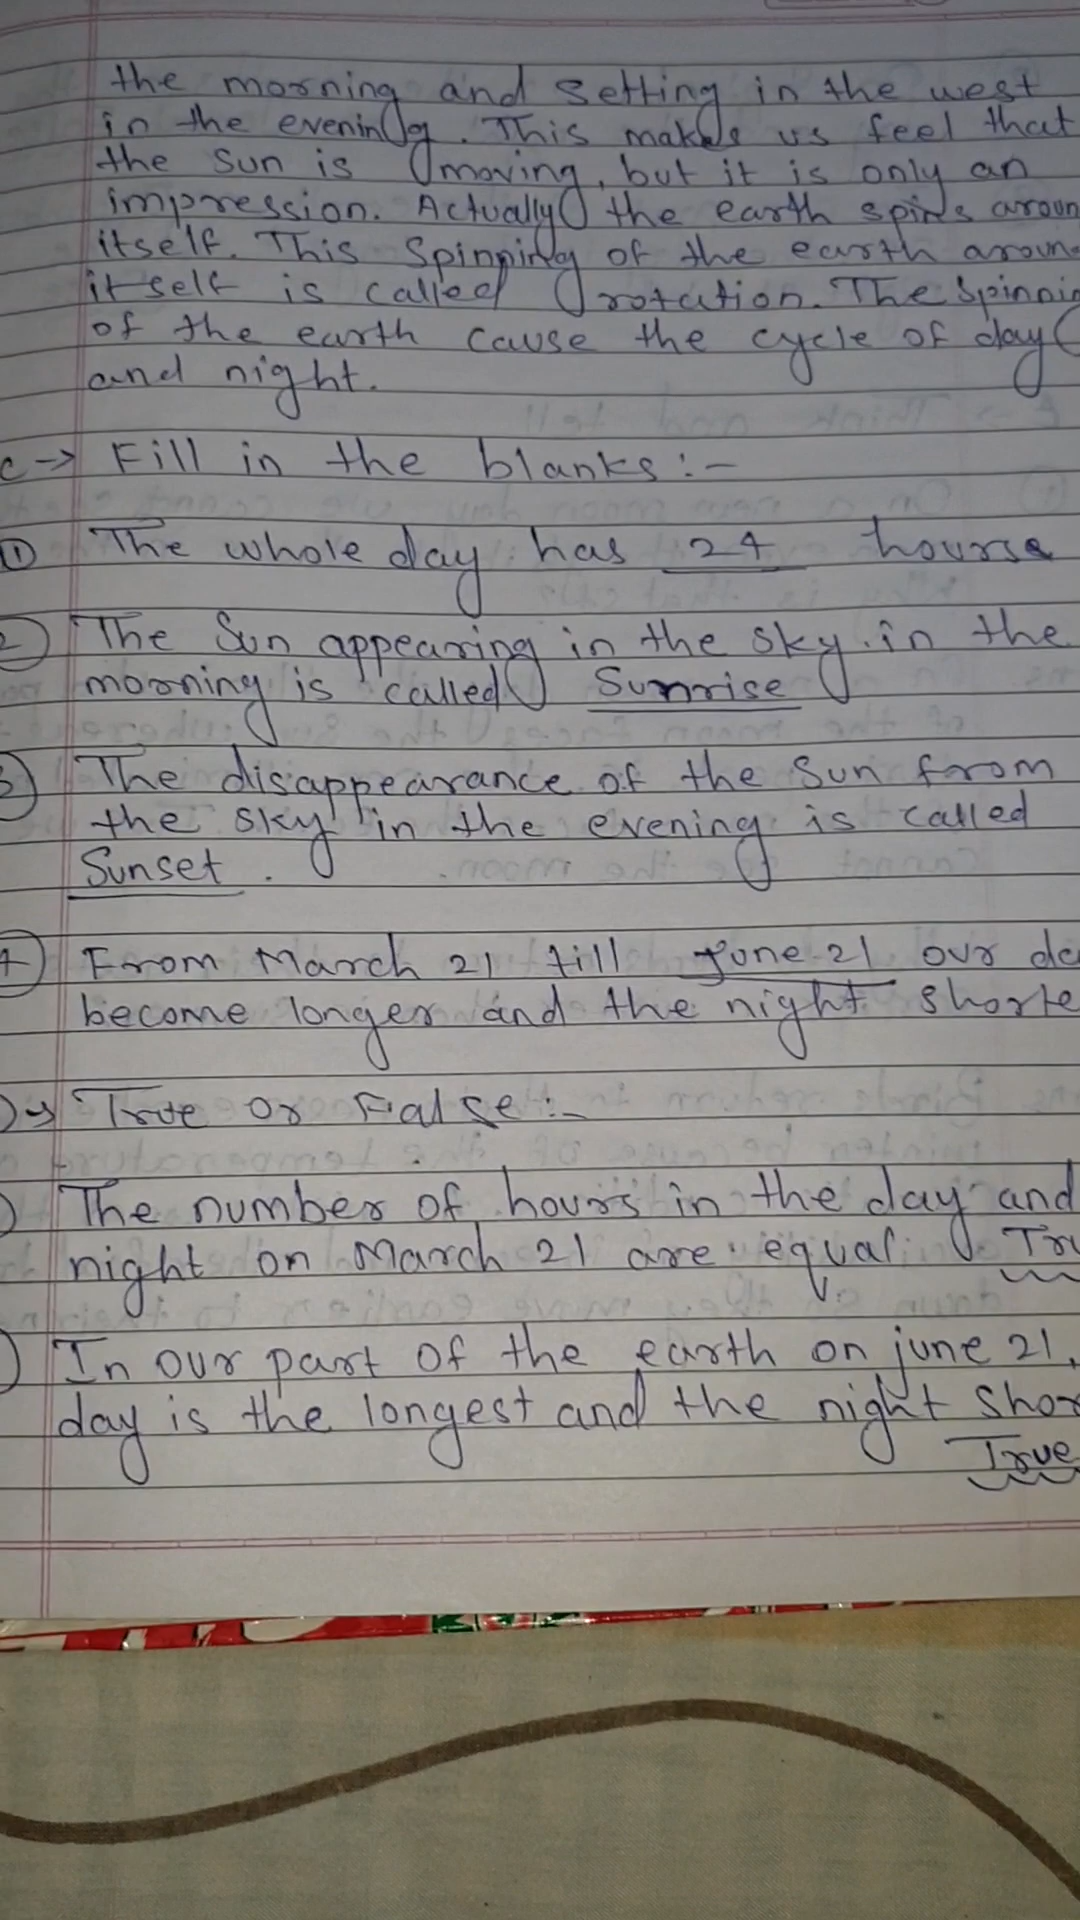 the morning and setting in the west
in the evening. This makes us feel that
the Sun is moving, but it is only an
impression. Actually the earth spins aroun
itself. This Spinning of the earth aroun
itself is called rotation. The Spinnin
of the earth cause the cycle of day
and night.
C→ Fill in the blanks:-
① The whole day has 24 hours
2 The Sun appearing in the sky in the
morning is called Sunrise
3 The disappearance of the Sun from
the sky in the evening is called
Sunset.
4 From March 21 till June 21 our da
become longer and the night shorte
D→ True or False:-
The number of hours in the day and
night on March 21 are equal. Tru
In our part of the earth on june 21,
day is the longest and the night shor
True